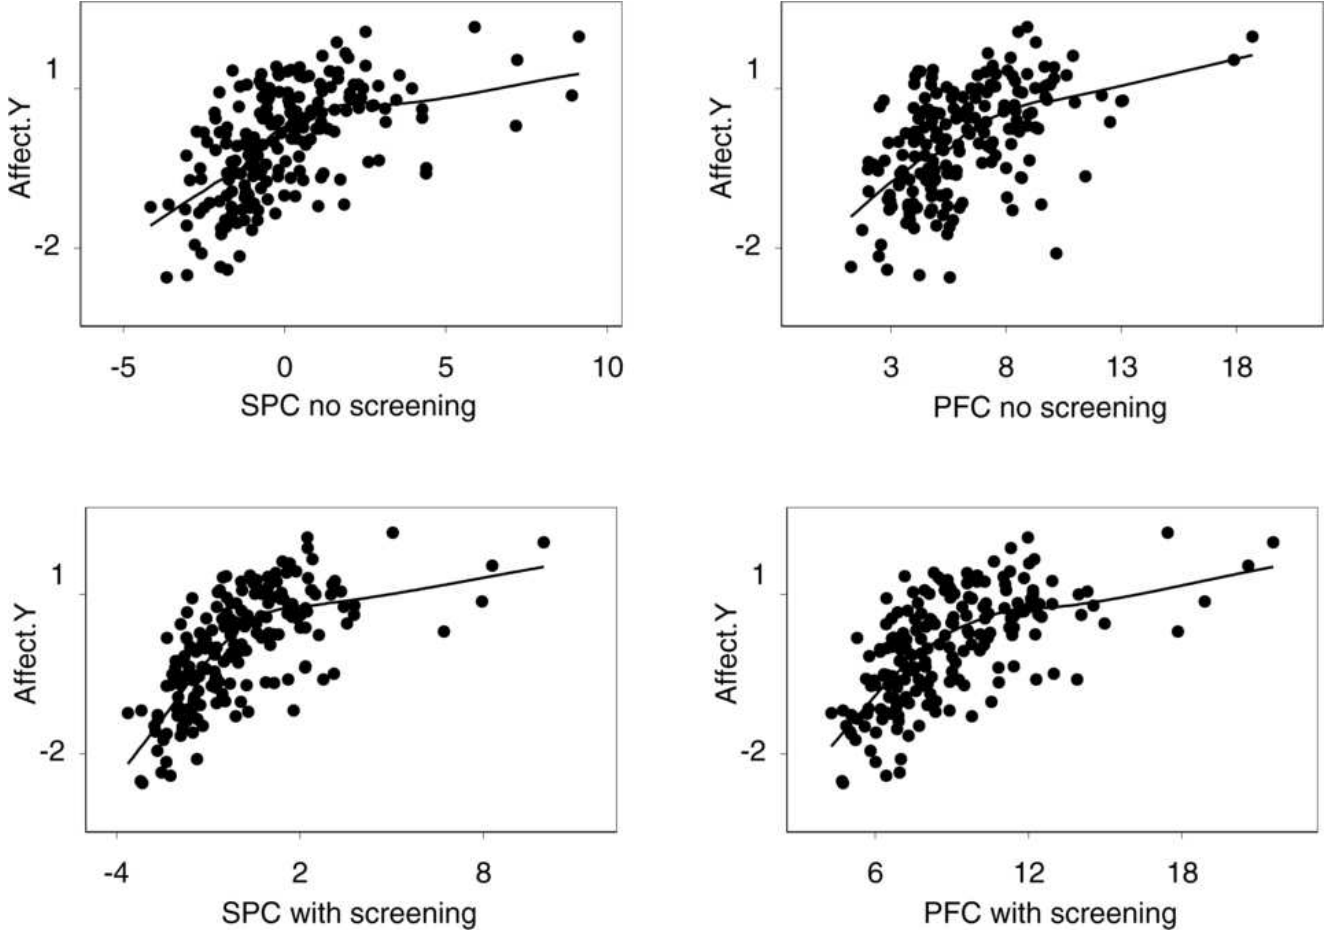 Affect.Y
1
-2
-5 0 5 10
SPC no screening
Affect.Y
1
-2
3 8 13 18
PFC no screening
Affect.Y
1
-2
-4 2 8
SPC with screening
Affect.Y
1
-2
6 12 18
PFC with screening